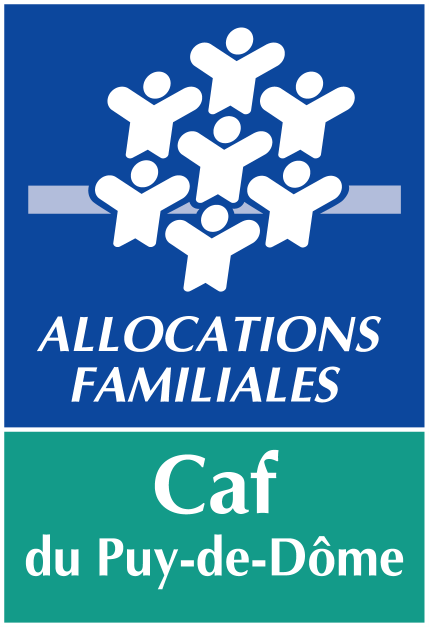 ALLOCATIONS
FAMILIALES
Caf
du Puy-de-Dôme